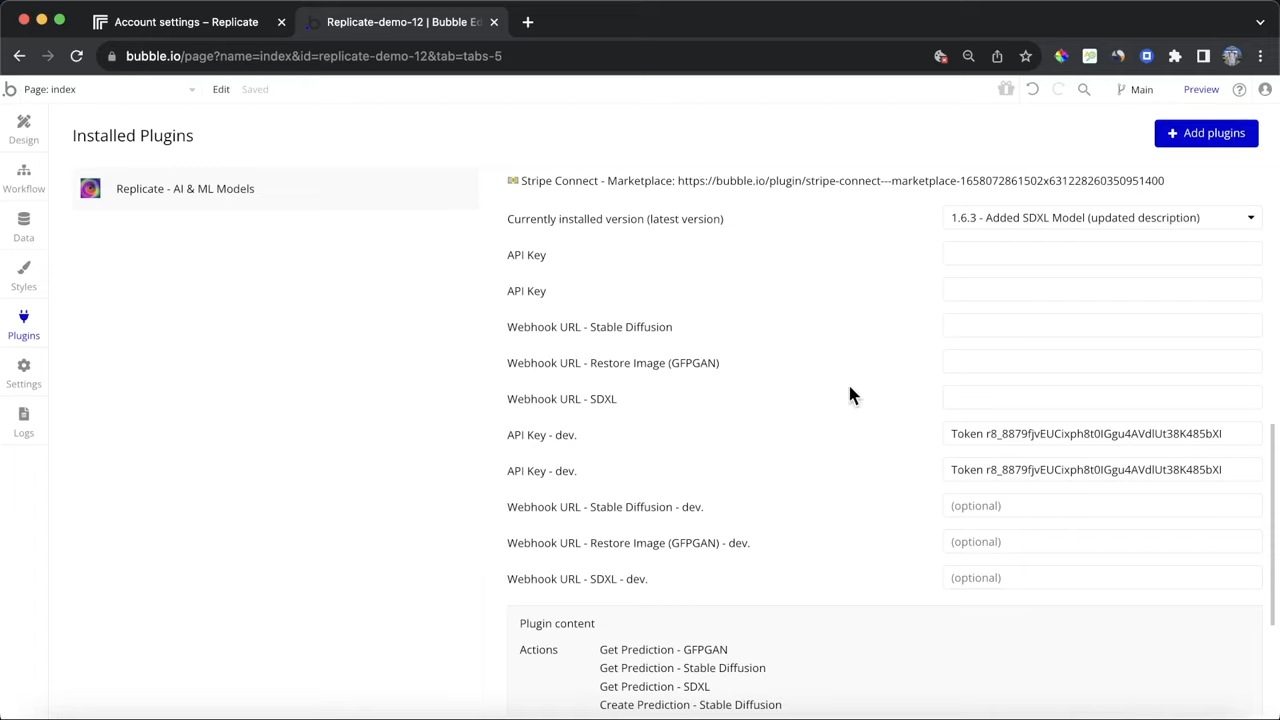 Account settings – Replicate
Replicate-demo-12 | Bubble Ed
bubble.io/page?name=index&id=replicate-demo-12&tab=tabs-5
Page: index
Edit
Saved
Main
Preview
Design
Workflow
Data
Styles
Plugins
Settings
Logs
Installed Plugins
Add plugins
Replicate - AI & ML Models
Stripe Connect - Marketplace: https://bubble.io/plugin/stripe-connect---marketplace-1658072861502x631228260350951400
Currently installed version (latest version)
1.6.3 - Added SDXL Model (updated description)
API Key
API Key
Webhook URL - Stable Diffusion
Webhook URL - Restore Image (GFPGAN)
Webhook URL - SDXL
API Key - dev.
Token r8_8879fjvEUCixph8t0IGgu4AVdlUt38K485bXI
API Key - dev.
Token r8_8879fjvEUCixph8t0IGgu4AVdlUt38K485bXI
Webhook URL - Stable Diffusion - dev.
(optional)
Webhook URL - Restore Image (GFPGAN) - dev.
(optional)
Webhook URL - SDXL - dev.
(optional)
Plugin content
Actions
Get Prediction - GFPGAN
Get Prediction - Stable Diffusion
Get Prediction - SDXL
Create Prediction - Stable Diffusion